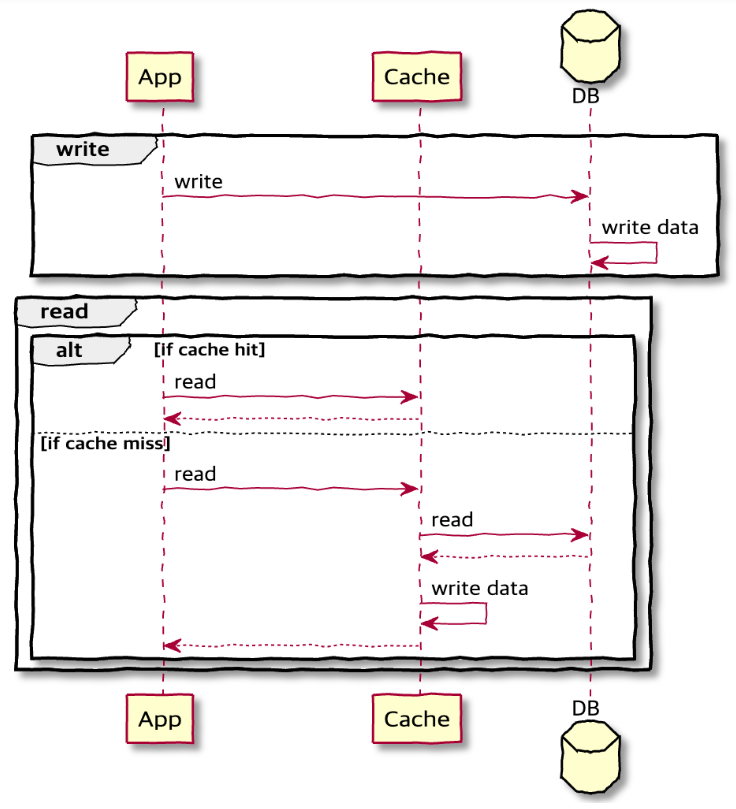 App
Cache
DB
write
write
write data
read
alt
[if cache hit]
read
[if cache miss]
read
read
write data
App
Cache
DB